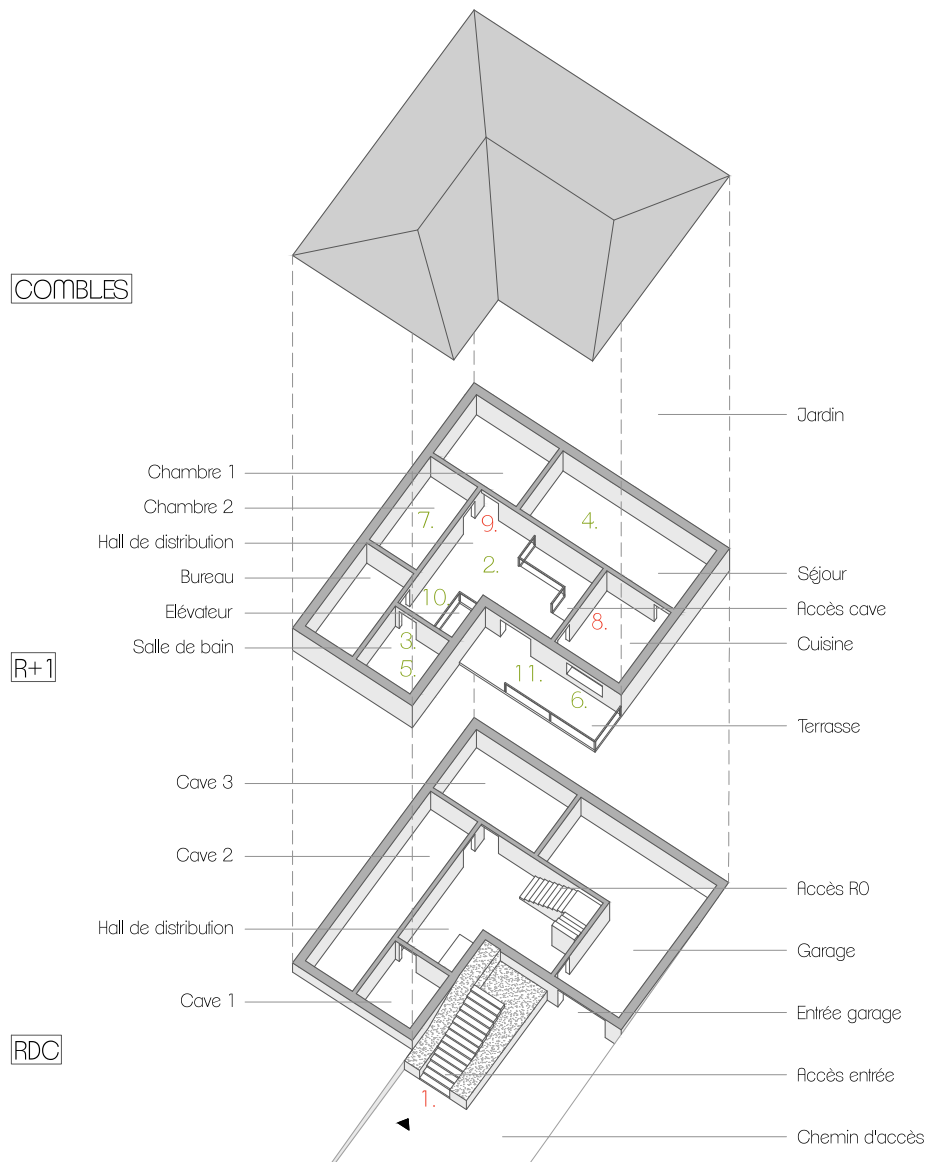 COMBLES
Jardin
Chambre 1
Chambre 2
7.
4.
9.
Hall de distribution
2.
Bureau
Séjour
10.
Elévateur
Accès cave
8.
3.
Salle de bain
Cuisine
R+1
5.
11.
6.
Terrasse
Cave 3
Cave 2
Accès R0
Hall de distribution
Garage
Cave 1
Entrée garage
RDC
Accès entrée
1.
Chemin d'accès